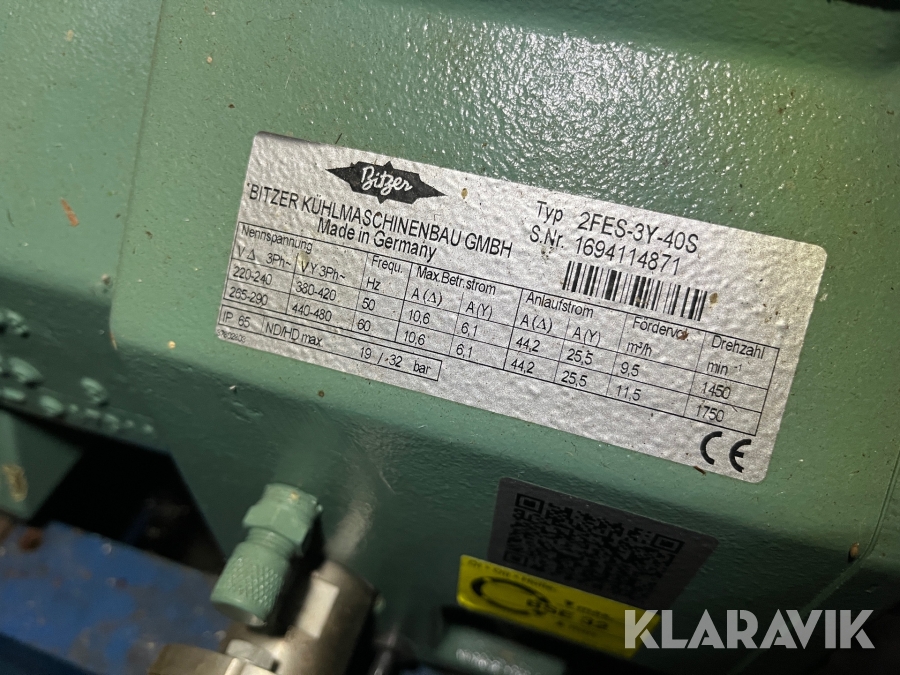 Bitzer
BITZER KÜHLMASCHINENBAU GMBH
Made in Germany
Typ 2FES-3Y-40S
S.Nr. 1694114871
Nennspannung Frequ. Max.Betr.strom Anlaufstrom Fördervol. Drehzahl
V Δ 3Ph~ V Y 3Ph~ Hz A (Δ) A (Y) A (Δ) A (Y) m³/h min -1
220-240 380-420 50 10,6 6,1 44,2 25,5 9,5 1450
265-290 440-480 60 10,6 6,1 44,2 25,5 11,5 1750
IP 65 ND/HD max. 19 / 32 bar
CE
BSE 32
KLARAVIK